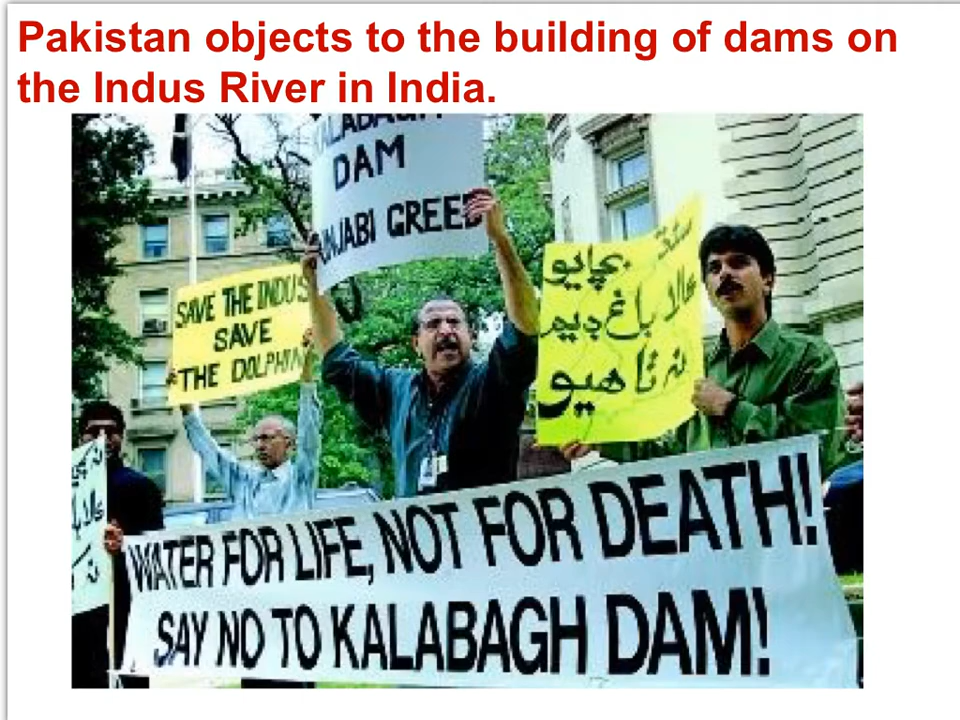 Pakistan objects to the building of dams on
the Indus River in India.
KALABAGH
DAM
PUNJABI GREED
SAVE THE INDUS
SAVE
THE DOLPHIN
سنڌ بچايو
ڪالا باغ ڊيم
نه ٺاهيو
WATER FOR LIFE, NOT FOR DEATH!
SAY NO TO KALABAGH DAM!